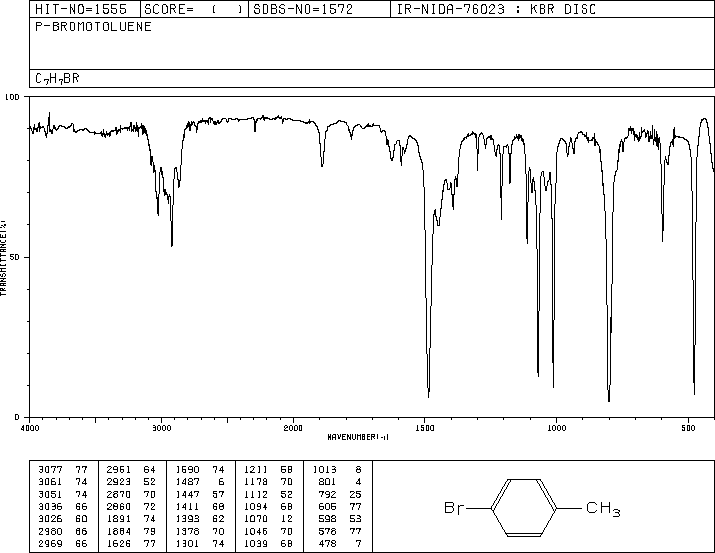 HIT-NO=1555 SCORE= ( ) SDBS-NO=1572 IR-NIDA-76023 : KBR DISC
P-BROMOTOLUENE
C7H7BR
100
50
0
TRANSMITTANCE(%)
4000 3000 2000 1500 1000 500
WAVENUMBER(-1)
3077 77 2951 64 1590 74 1211 68 1013 8
3061 74 2923 52 1487 6 1178 70 801 4
3051 74 2870 70 1447 57 1112 52 792 25
3036 66 2860 72 1411 68 1094 68 606 77
3026 60 1891 74 1393 62 1070 12 598 53
2980 66 1884 79 1378 70 1046 70 578 77
2969 66 1626 77 1301 74 1039 68 478 7
Br CH3